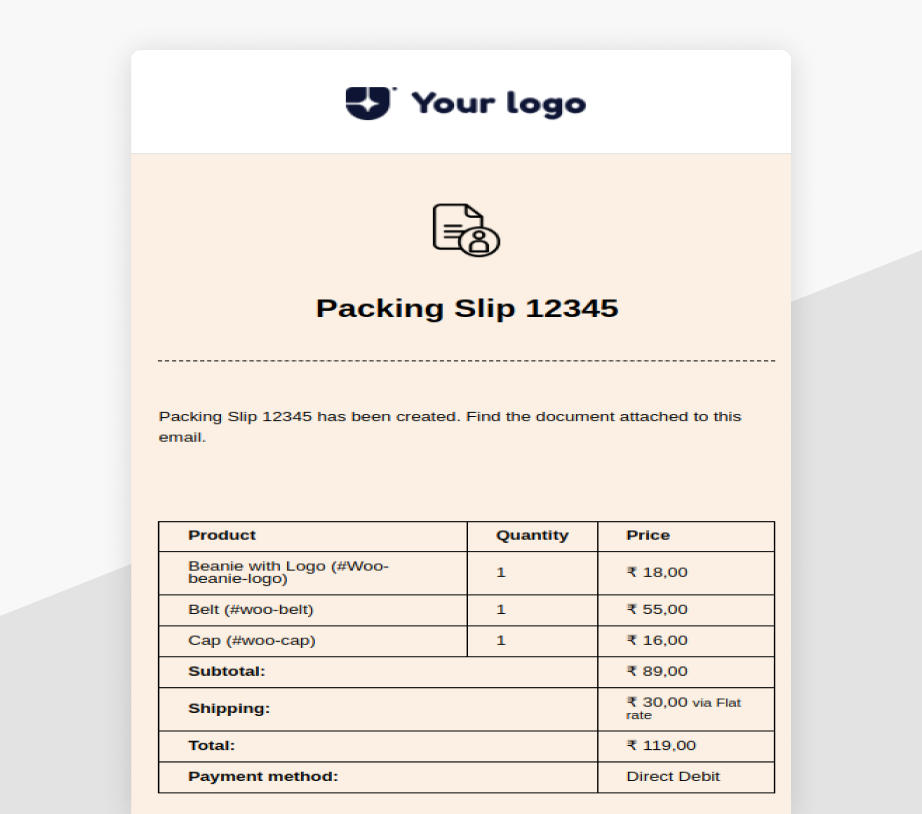 Your logo
Packing Slip 12345
Packing Slip 12345 has been created. Find the document attached to this
email.
Product Quantity Price
Beanie with Logo (#Woo-
beanie-logo) 1 ₹ 18,00
Belt (#woo-belt) 1 ₹ 55,00
Cap (#woo-cap) 1 ₹ 16,00
Subtotal: ₹ 89,00
Shipping: ₹ 30,00 via Flat
rate
Total: ₹ 119,00
Payment method: Direct Debit